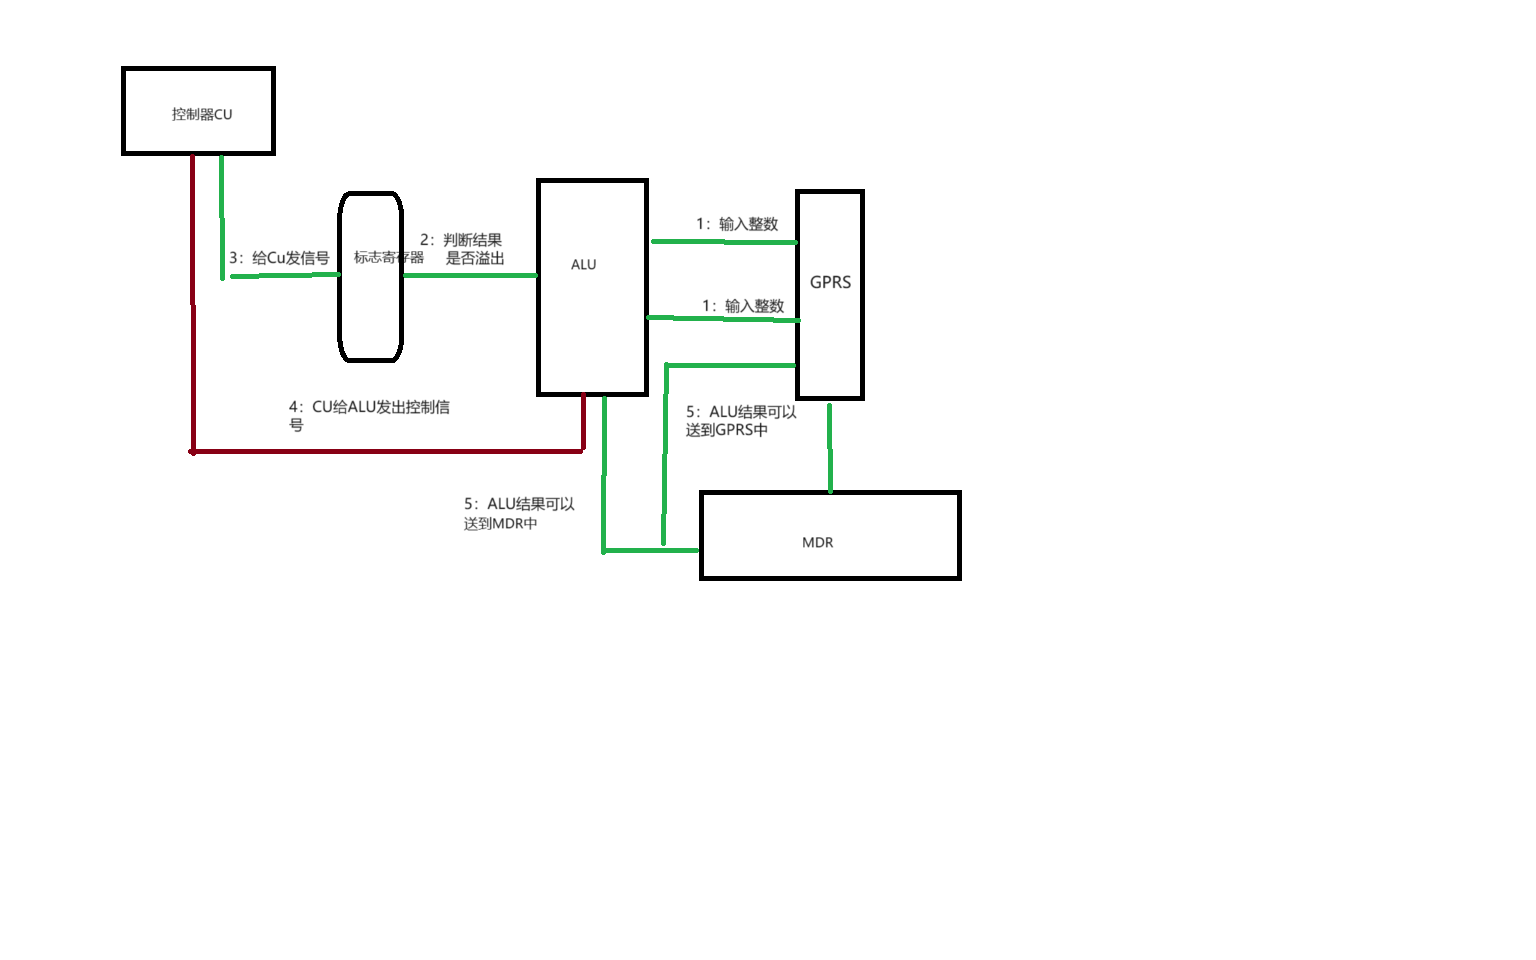 控制器CU
1：输入整数
2：判断结果
是否溢出
3：给Cu发信号
标志寄存器
ALU
GPRS
1：输入整数
4：CU给ALU发出控制信
号
5：ALU结果可以
送到GPRS中
5：ALU结果可以
送到MDR中
MDR